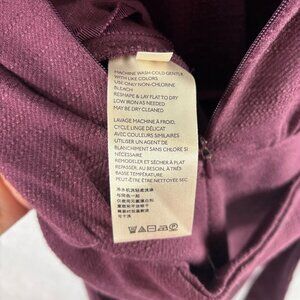 MACHINE WASH COLD GENTLE
WITH LIKE COLORS
USE ONLY NON-CHLORINE
BLEACH
RESHAPE & LAY FLAT TO DRY
LOW IRON AS NEEDED
MAY BE DRY CLEANED
LAVAGE MACHINE À FROID,
CYCLE LINGE DÉLICAT
AVEC COULEURS SIMILAIRES
UTILISER UN AGENT DE
BLANCHIMENT SANS CHLORE SI
NÉCESSAIRE
REMODELER ET SÉCHER À PLAT
REPASSER, AU BESOIN, À TRÈS
BASSE TEMPÉRATURE
PEUT-ÊTRE NETTOYÉE SEC